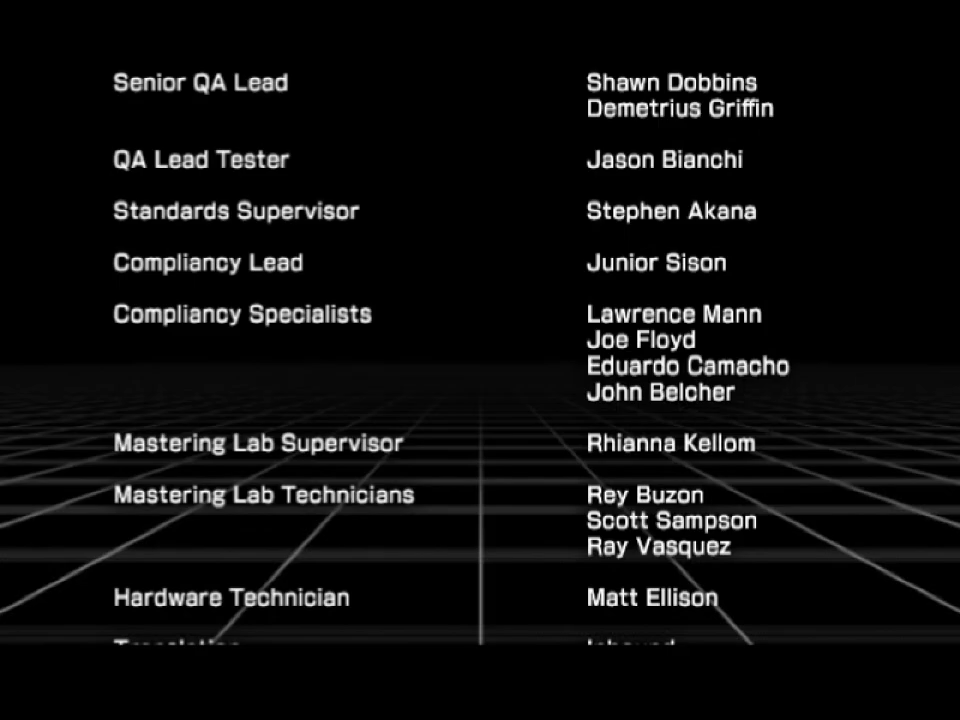 Senior QA Lead Shawn Dobbins
Demetrius Griffin
QA Lead Tester Jason Bianchi
Standards Supervisor Stephen Akana
Compliancy Lead Junior Sison
Compliancy Specialists Lawrence Mann
Joe Floyd
Eduardo Camacho
John Belcher
Mastering Lab Supervisor Rhianna Kellom
Mastering Lab Technicians Rey Buzon
Scott Sampson
Ray Vasquez
Hardware Technician Matt Ellison